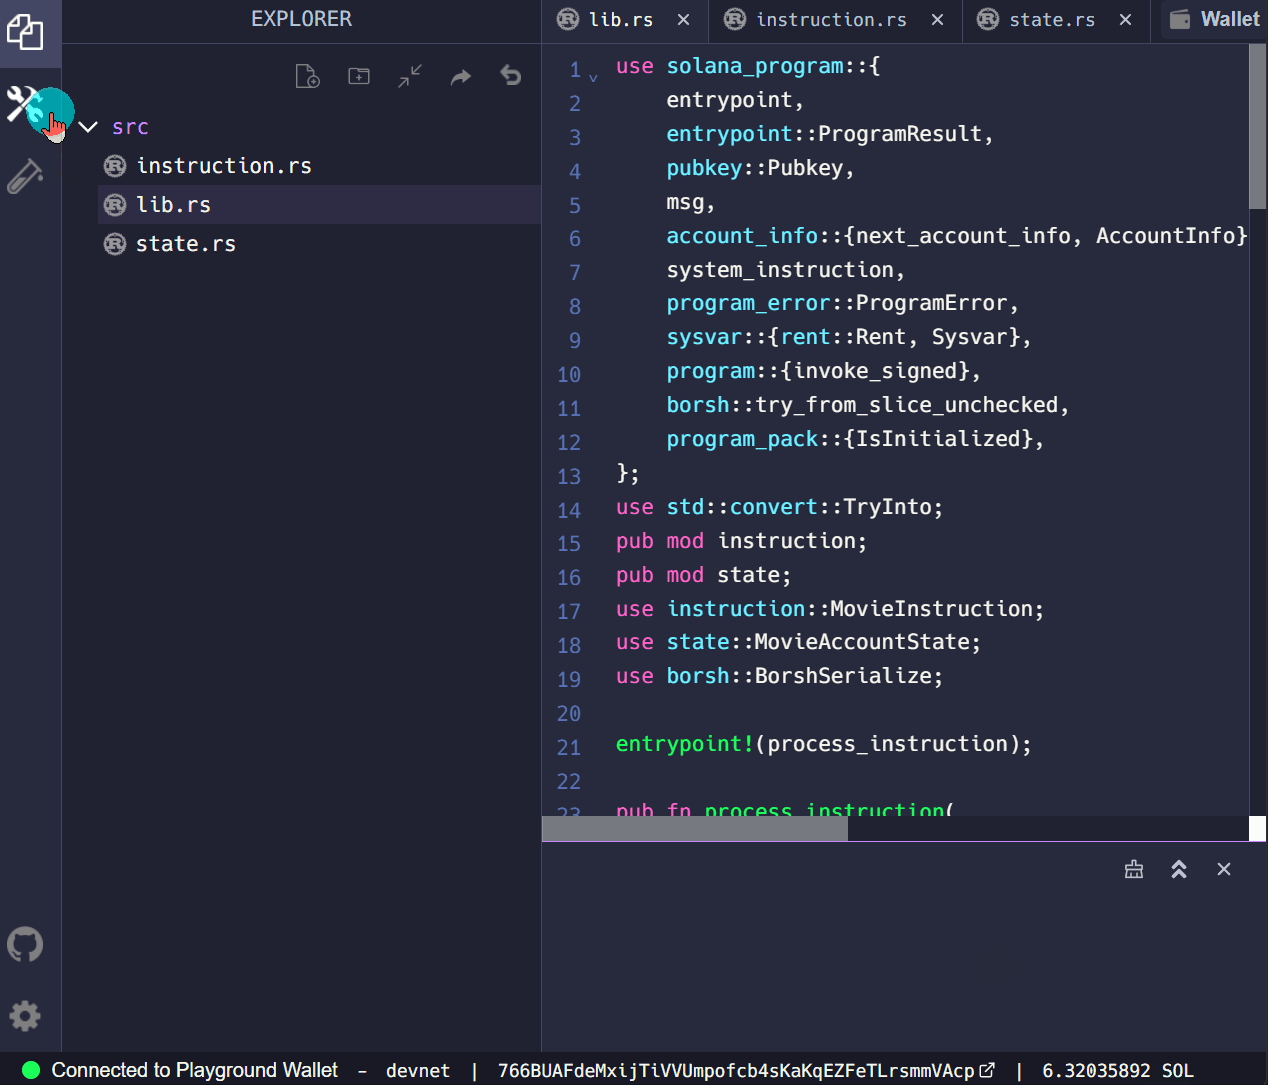 EXPLORER
src
instruction.rs
lib.rs
state.rs
lib.rs
instruction.rs
state.rs
Wallet
1 use solana_program::{
2 entrypoint,
3 entrypoint::ProgramResult,
4 pubkey::Pubkey,
5 msg,
6 account_info::{next_account_info, AccountInfo}
7 system_instruction,
8 program_error::ProgramError,
9 sysvar::{rent::Rent, Sysvar},
10 program::{invoke_signed},
11 borsh::try_from_slice_unchecked,
12 program_pack::{IsInitialized},
13 };
14 use std::convert::TryInto;
15 pub mod instruction;
16 pub mod state;
17 use instruction::MovieInstruction;
18 use state::MovieAccountState;
19 use borsh::BorshSerialize;
20
21 entrypoint!(process_instruction);
22
23 pub fn process_instruction(
Connected to Playground Wallet - devnet | 766BUAFdeMxijTiVVUmpofcb4sKaKqEZFeTLrsmmVAcp | 6.32035892 SOL